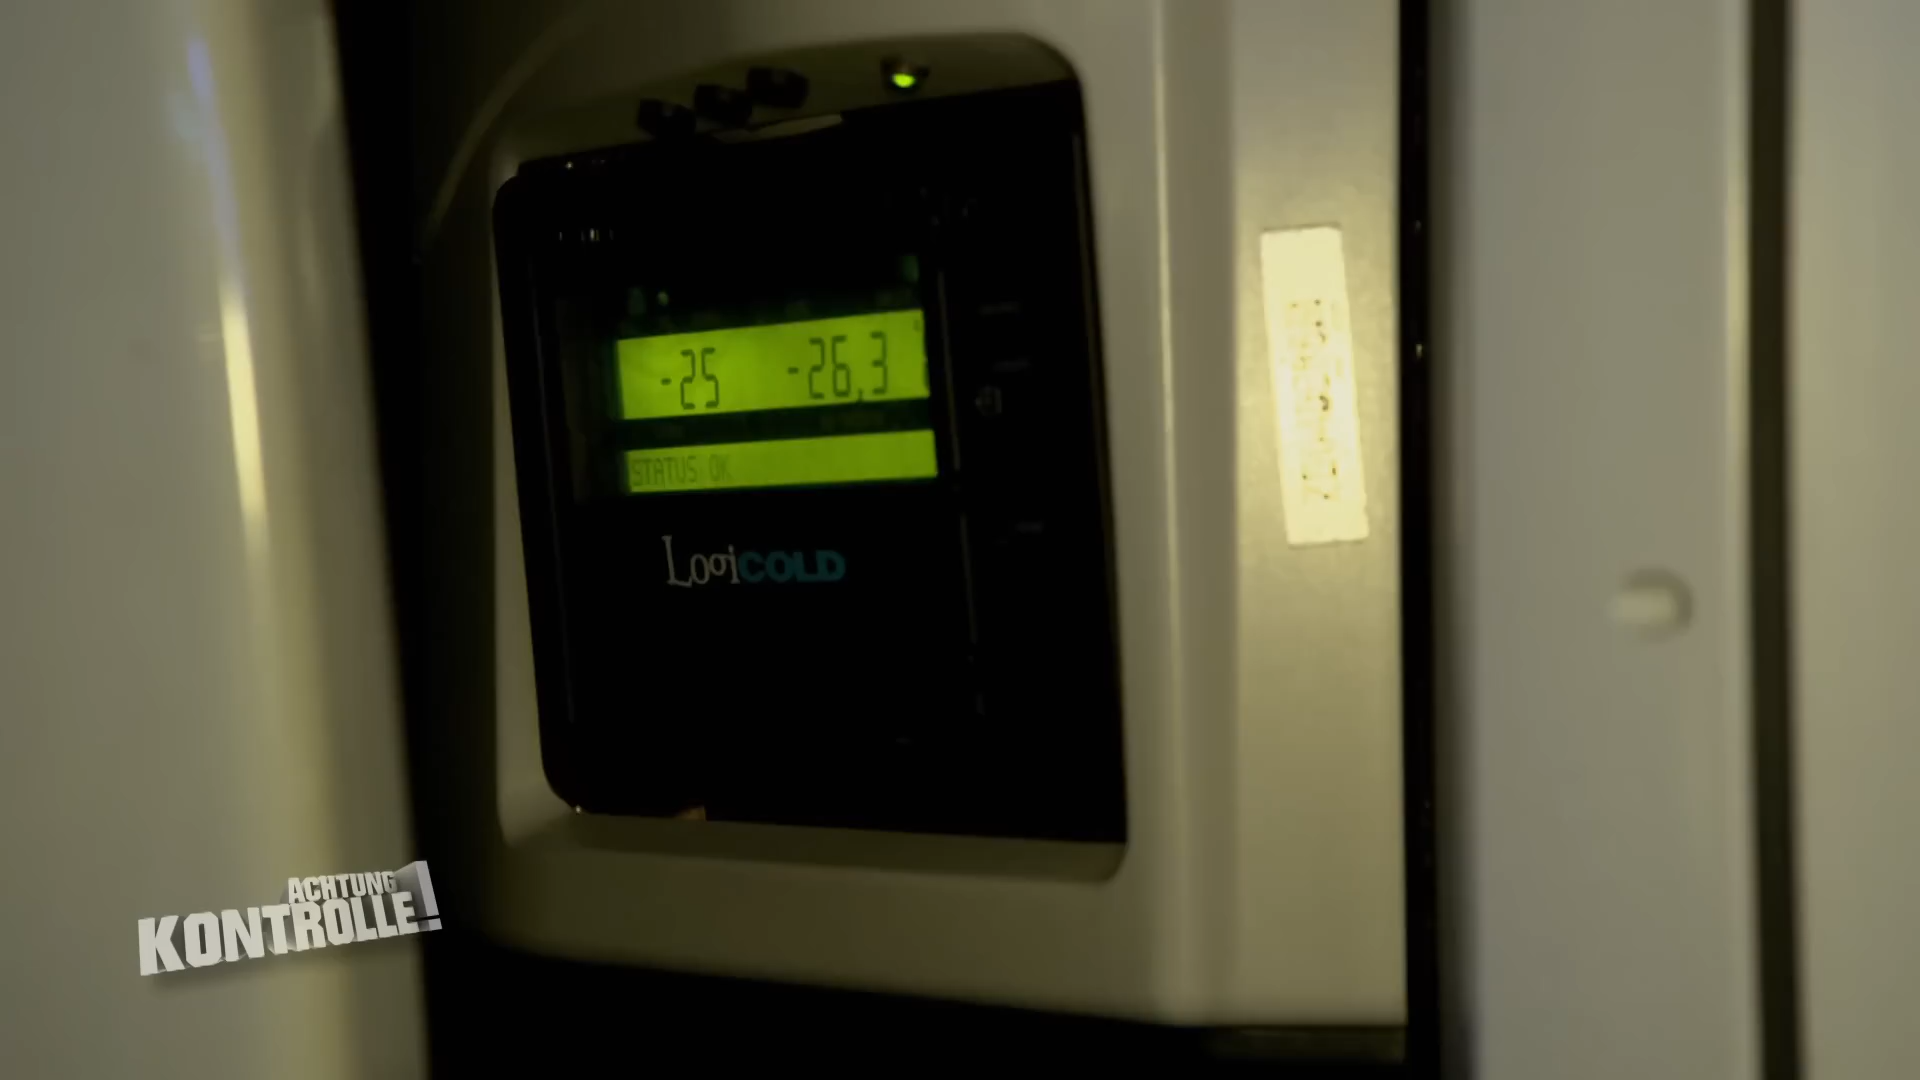 -25 -26,3
STATUS: OK
LogiCOLD
ACHTUNG
KONTROLLE!